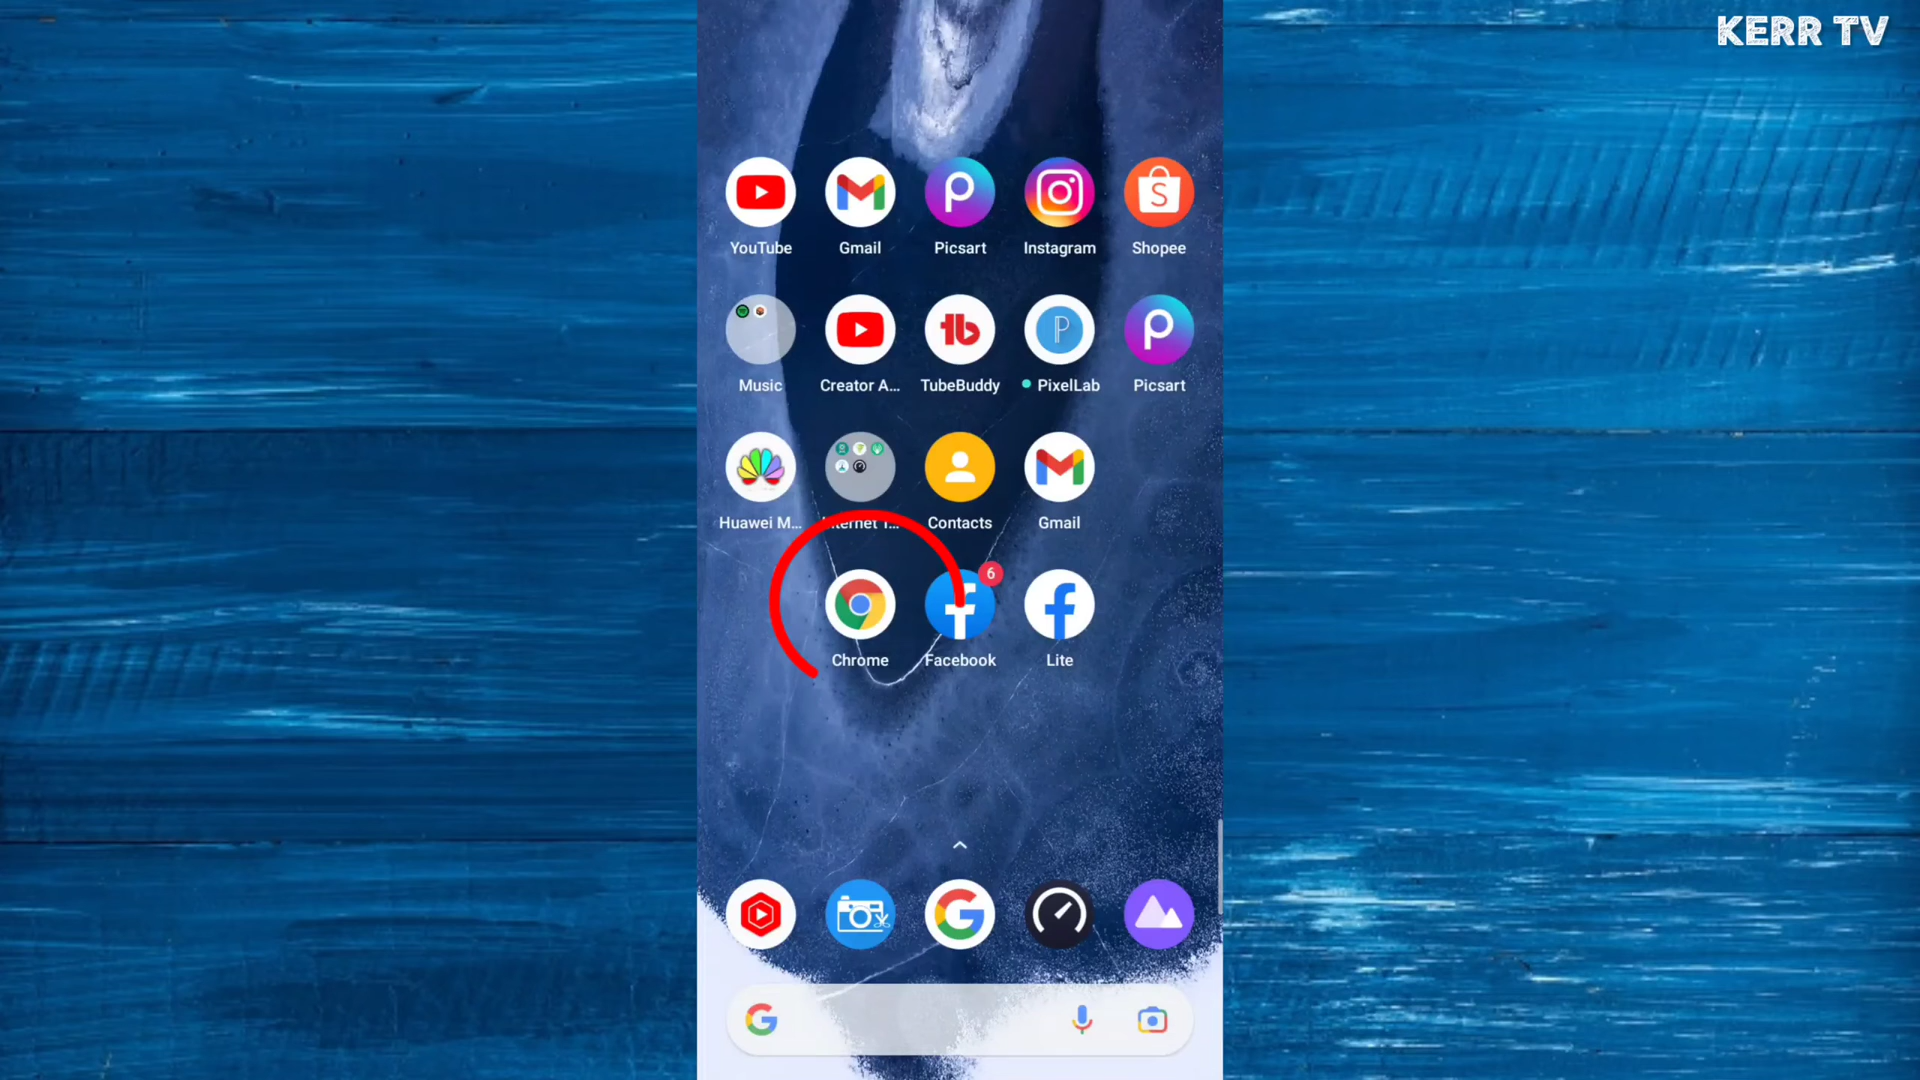 KERR TV
YouTube
Gmail
Picsart
Instagram
Shopee
Music
Creator A...
TubeBuddy
PixelLab
Picsart
Huawei M...
Internet T...
Contacts
Gmail
6
Chrome
Facebook
Lite